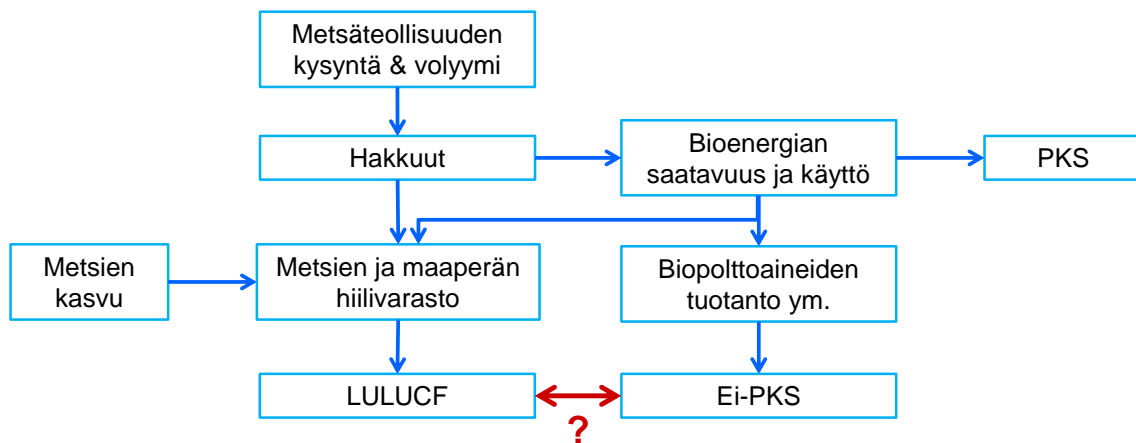 Metsäteollisuuden
kysyntä & volyymi
Hakkuut
Bioenergian
saatavuus ja käyttö
PKS
Metsien
kasvu
Metsien ja maaperän
hiilivarasto
Biopolttoaineiden
tuotanto ym.
LULUCF
Ei-PKS
?